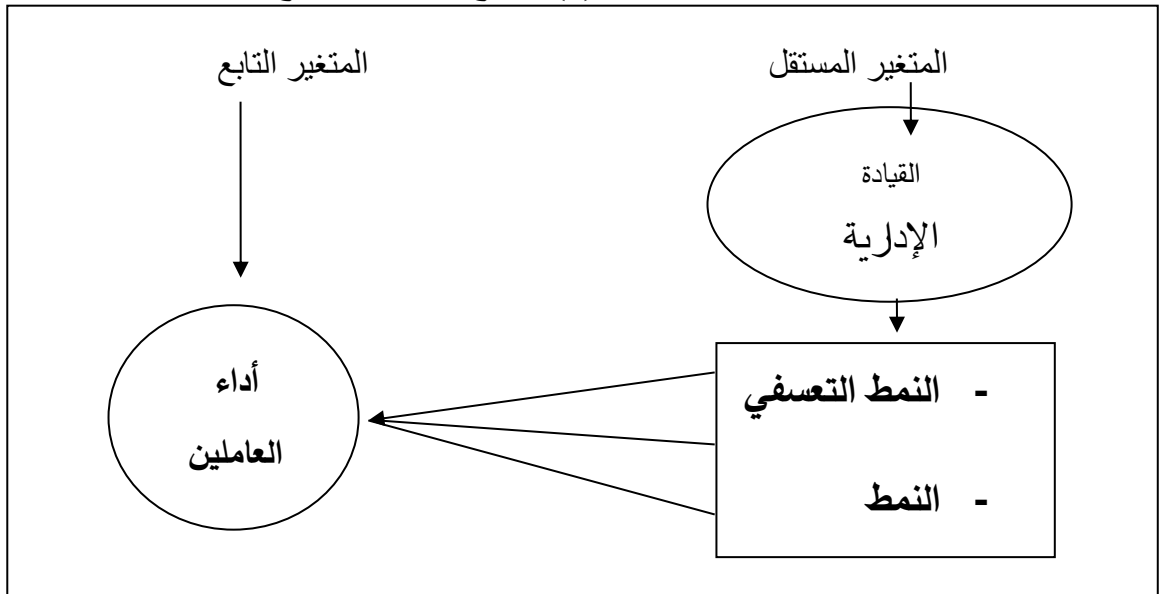 المتغير المستقل
المتغير التابع
القيادة
الإدارية
- النمط التعسفي
- النمط
أداء
العاملين